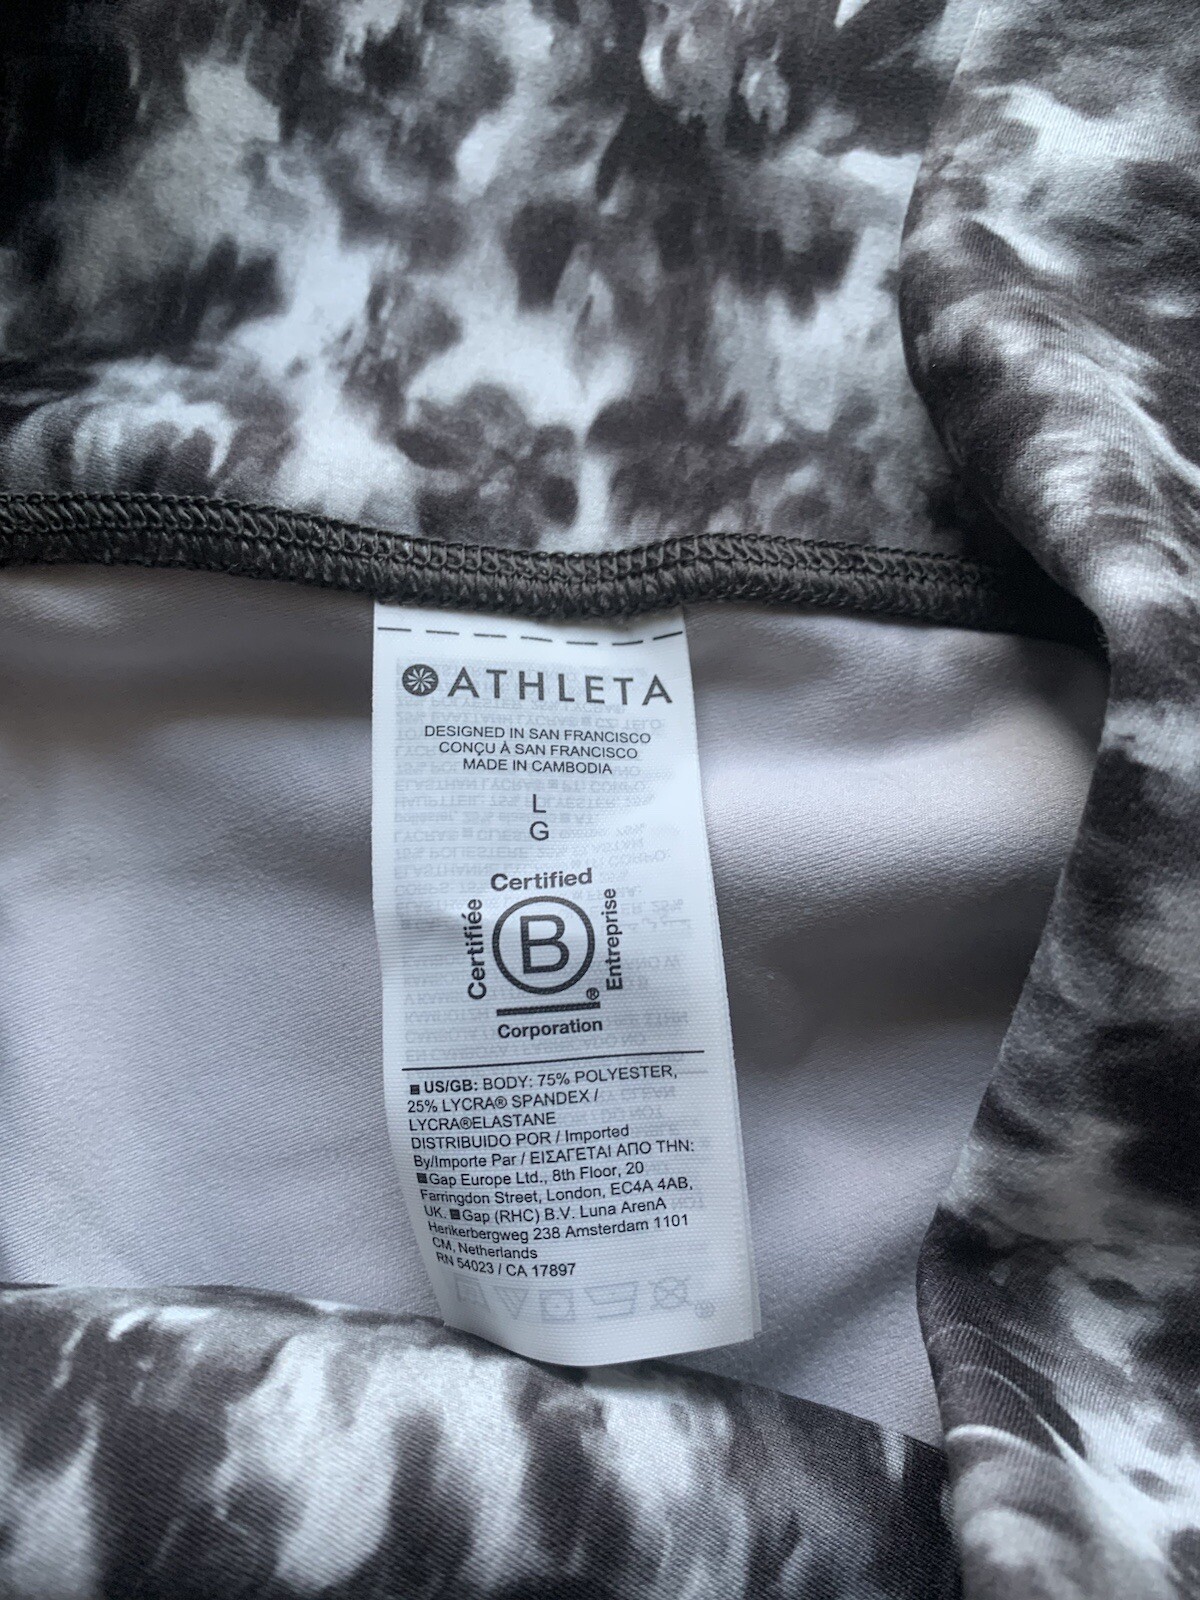 ATHLETA
DESIGNED IN SAN FRANCISCO
CONÇU À SAN FRANCISCO
MADE IN CAMBODIA
L
G
Certified
Certifiée
B
Entreprise
®
Corporation
US/GB: BODY: 75% POLYESTER,
25% LYCRA® SPANDEX /
LYCRA®ELASTANE
DISTRIBUIDO POR / Imported
By/Importe Par / ΕΙΣΑΓΕΤΑΙ ΑΠΟ ΤΗΝ:
Gap Europe Ltd., 8th Floor, 20
Farringdon Street, London, EC4A 4AB,
UK. Gap (RHC) B.V. Luna ArenA
Herikerbergweg 238 Amsterdam 1101
CM, Netherlands
RN 54023 / CA 17897